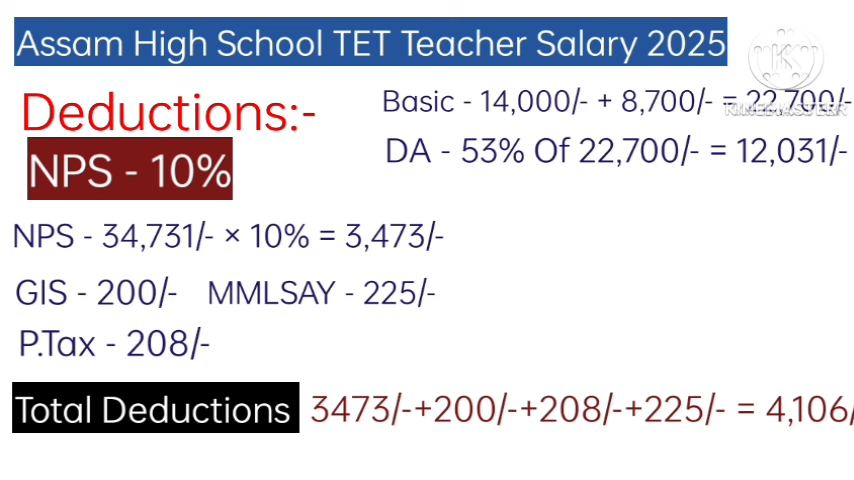 Assam High School TET Teacher Salary 2025
Deductions:-
Basic - 14,000/- + 8,700/- = 22,700/-
KINEMASTER
NPS - 10%
DA - 53% Of 22,700/- = 12,031/-
NPS - 34,731/- × 10% = 3,473/-
GIS - 200/- MMLSAY - 225/-
P.Tax - 208/-
Total Deductions 3473/-+200/-+208/-+225/- = 4,106/